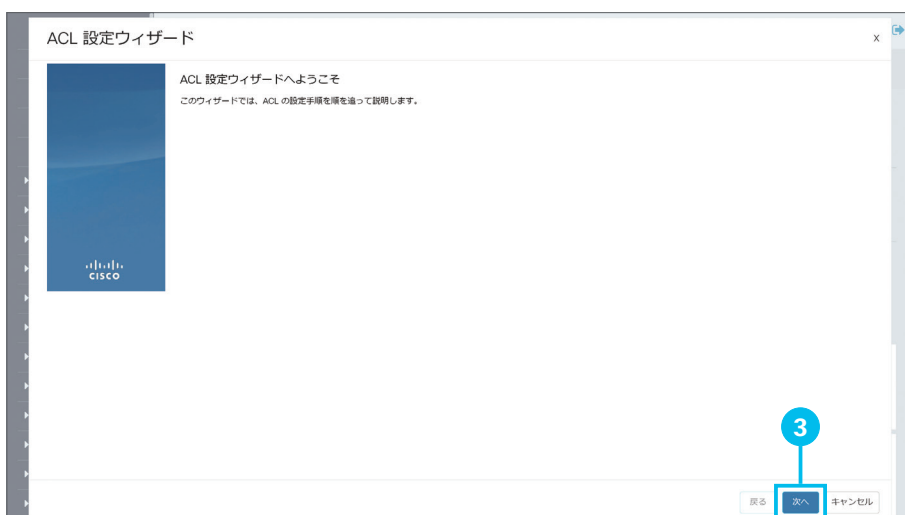 ACL 設定ウィザード
x
ACL 設定ウィザードへようこそ
このウィザードでは、ACL の設定手順を順を追って説明します。
CISCO
3
戻る
次へ
キャンセル